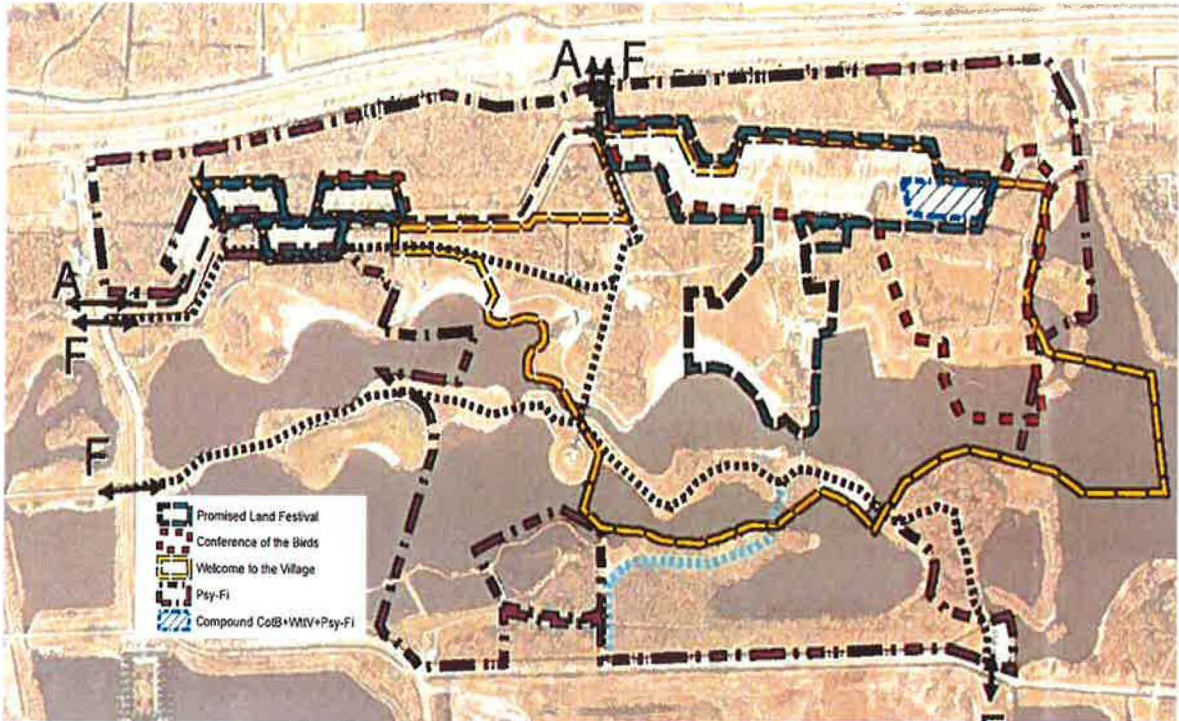 A F
A
F
F
Promised Land Festival
Conference of the Birds
Welcome to the Village
Psy-Fi
Compound CotB+WttV+Psy-Fi